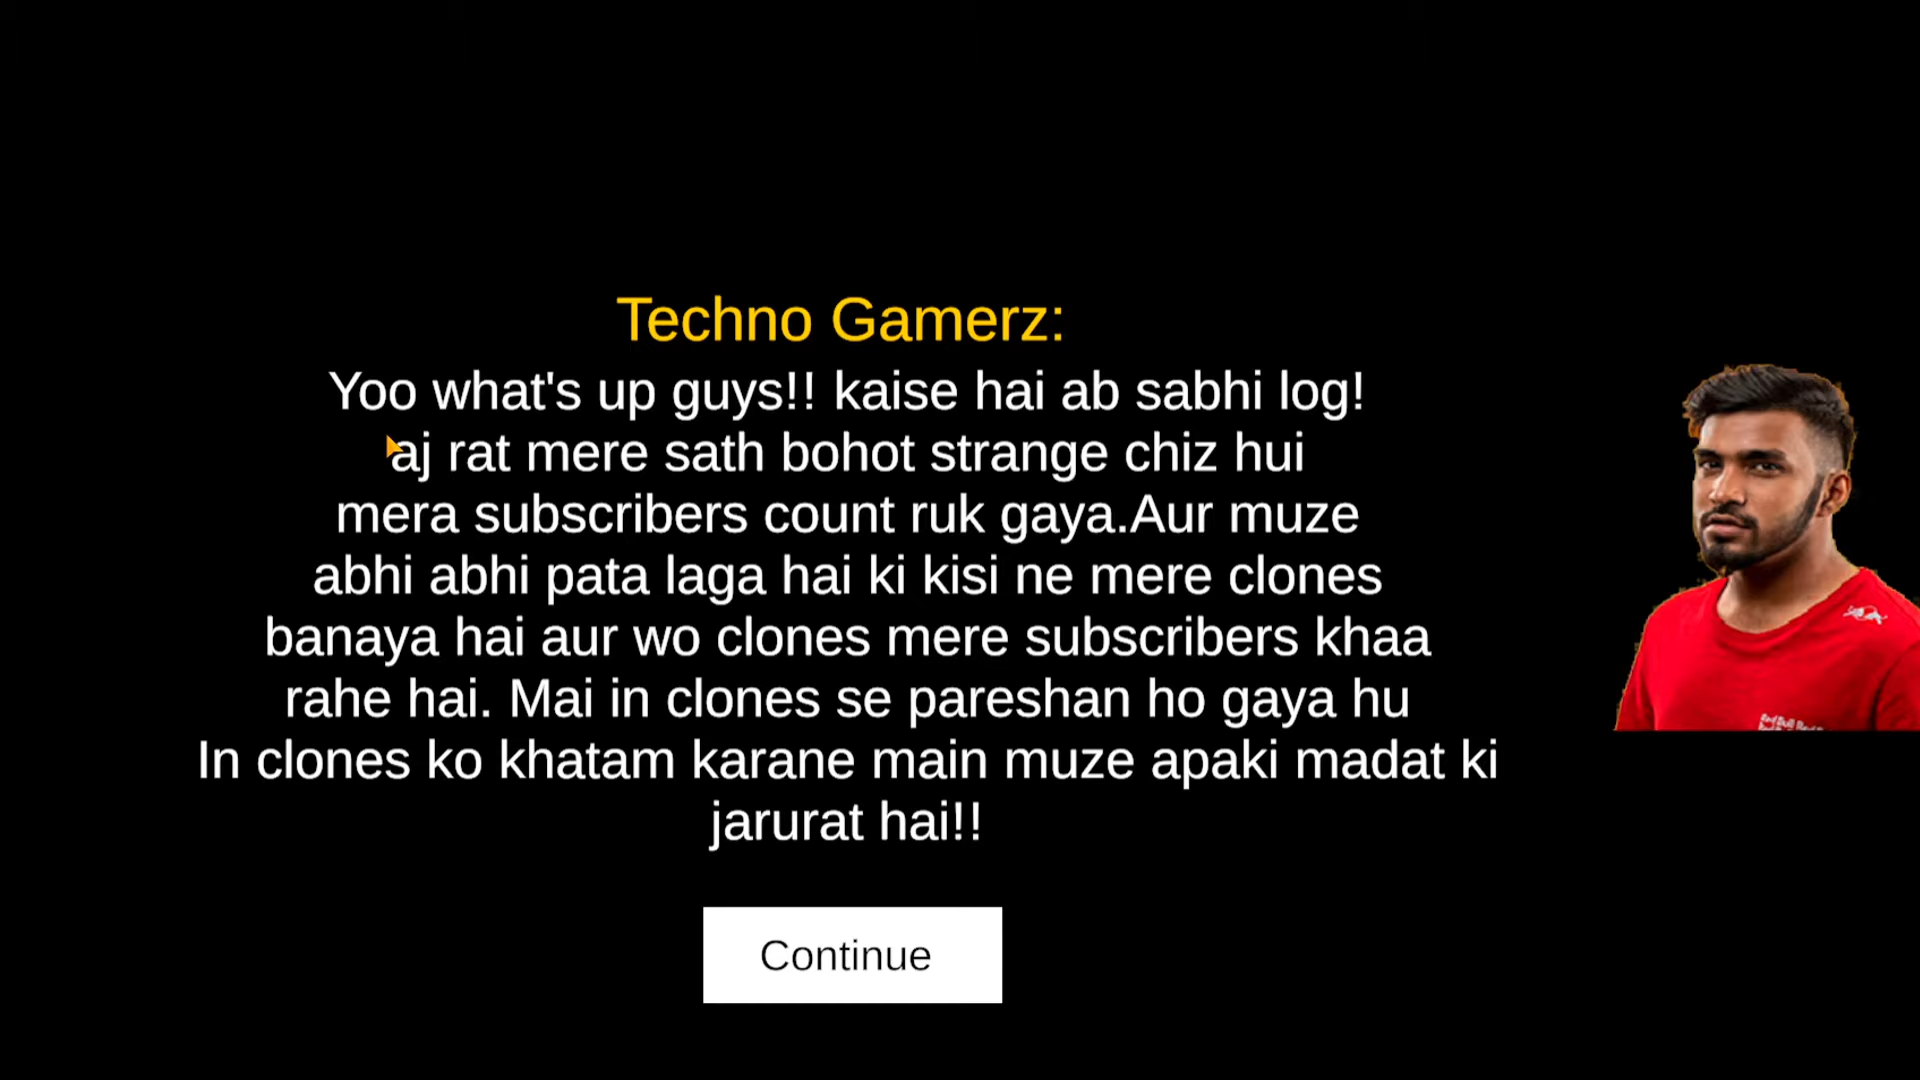 Techno Gamerz:
Yoo what's up guys!! kaise hai ab sabhi log!
aj rat mere sath bohot strange chiz hui
mera subscribers count ruk gaya.Aur muze
abhi abhi pata laga hai ki kisi ne mere clones
banaya hai aur wo clones mere subscribers khaa
rahe hai. Mai in clones se pareshan ho gaya hu
In clones ko khatam karane main muze apaki madat ki
jarurat hai!!
Continue
Red Bull